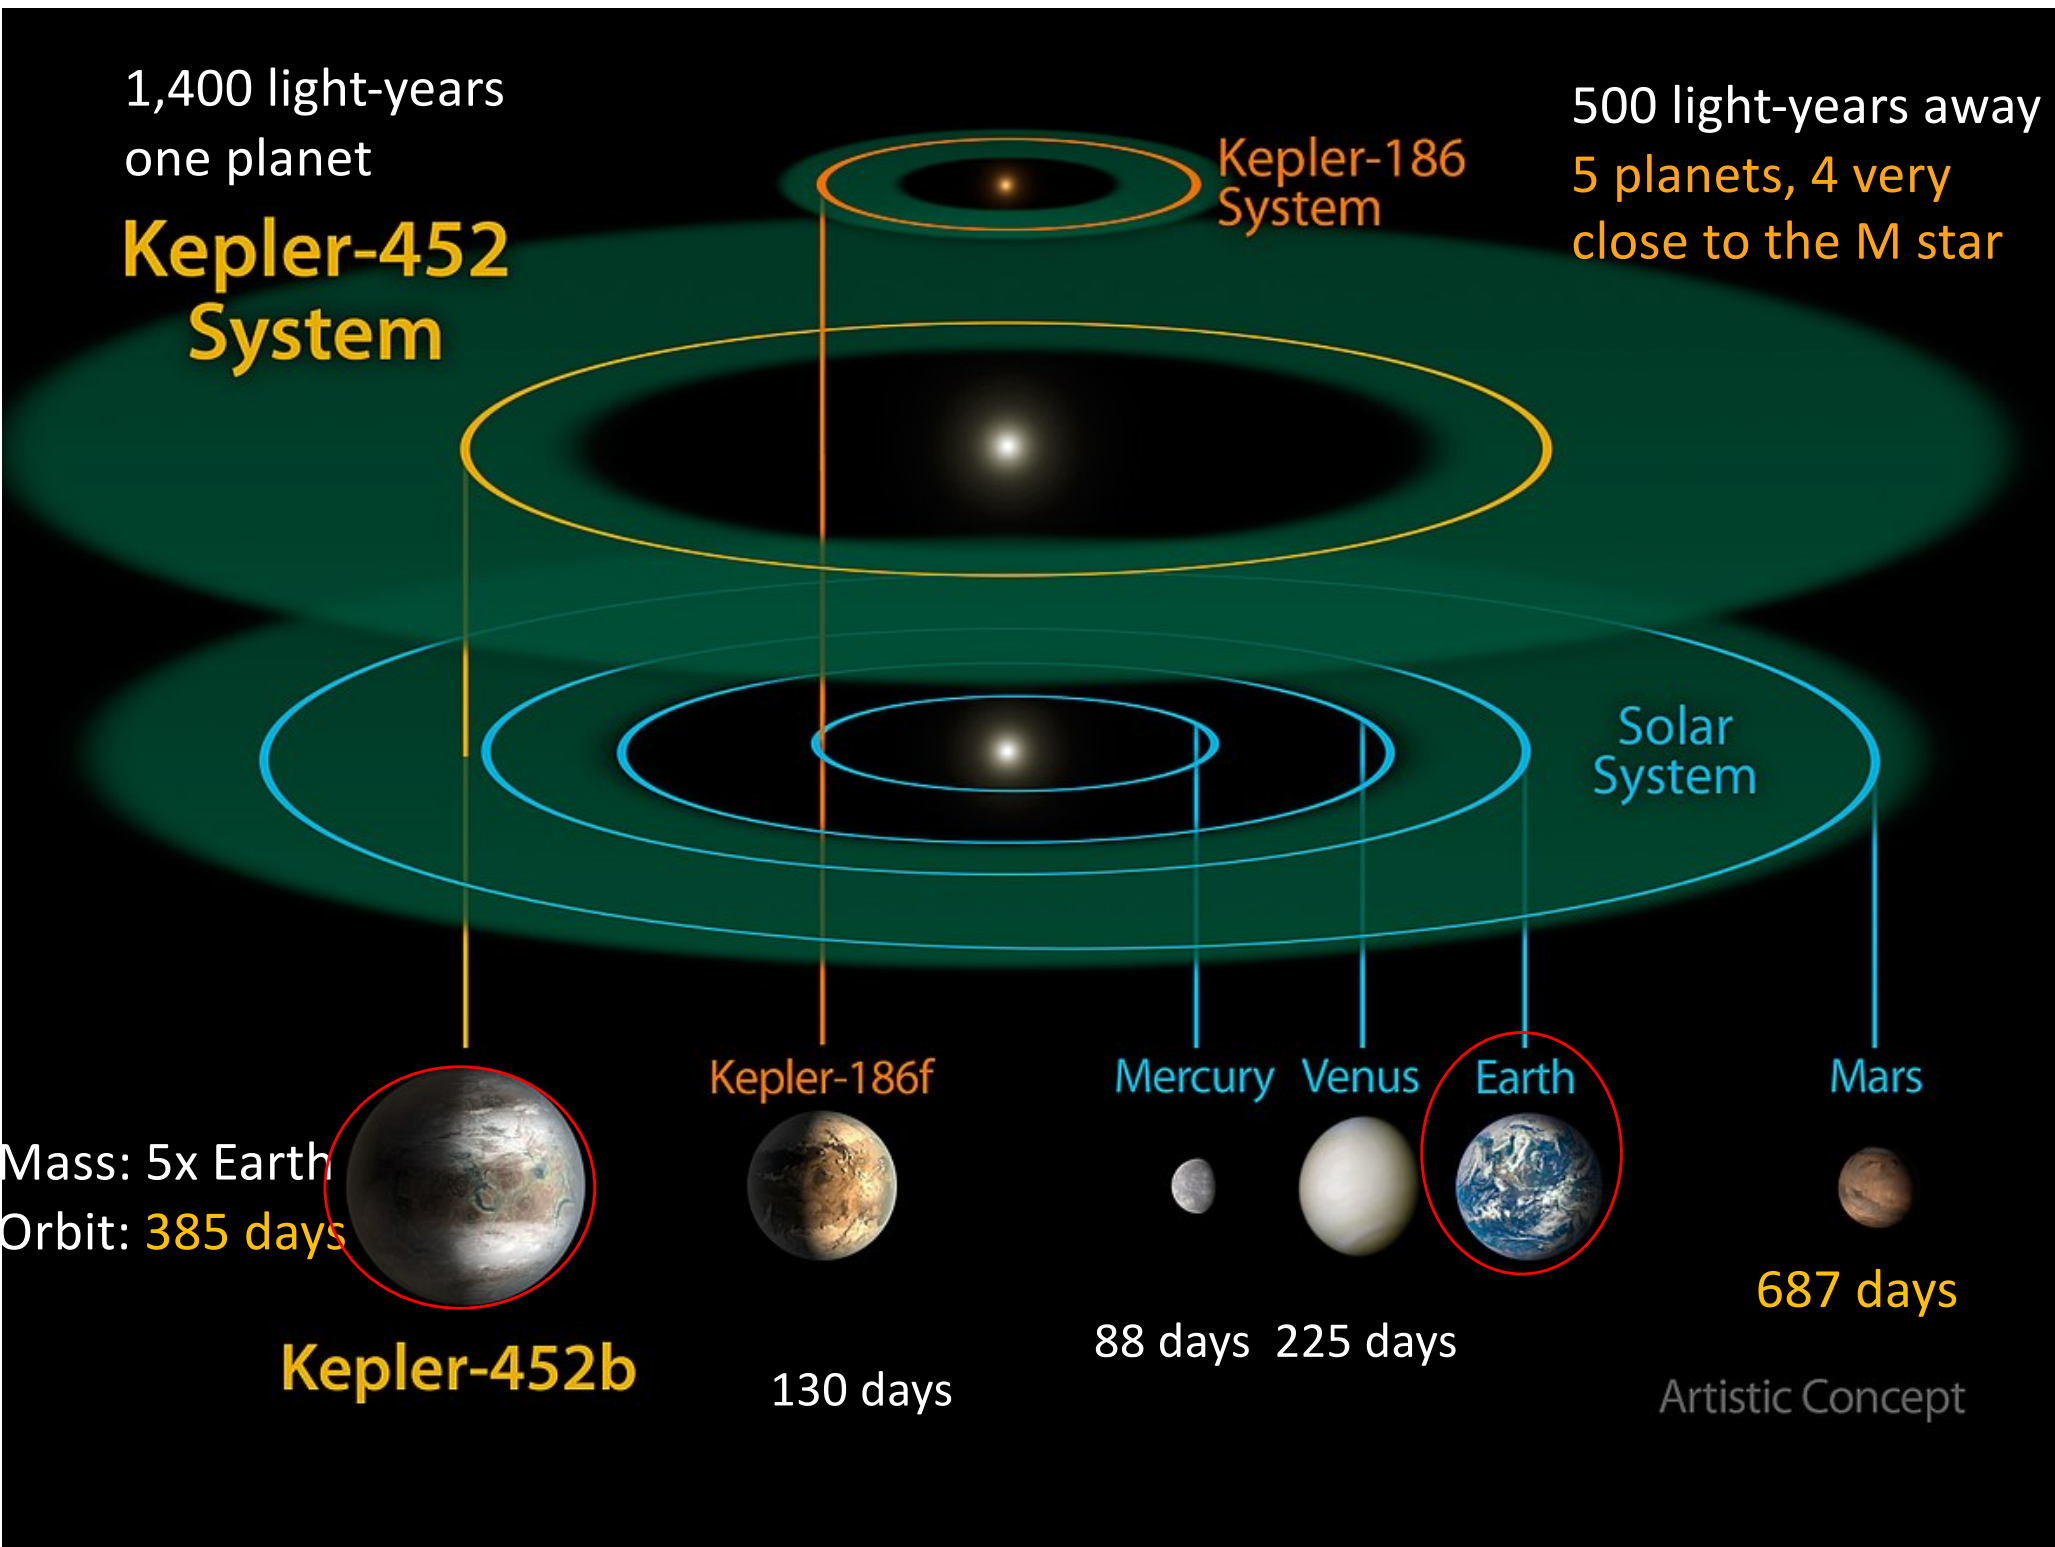 1,400 light-years
one planet
Kepler-452
System
Kepler-186
System
500 light-years away
5 planets, 4 very
close to the M star
Solar
System
Kepler-186f
Mercury
Venus
Earth
Mars
Mass: 5x Earth
Orbit: 385 days
687 days
88 days
225 days
Kepler-452b
130 days
Artistic Concept